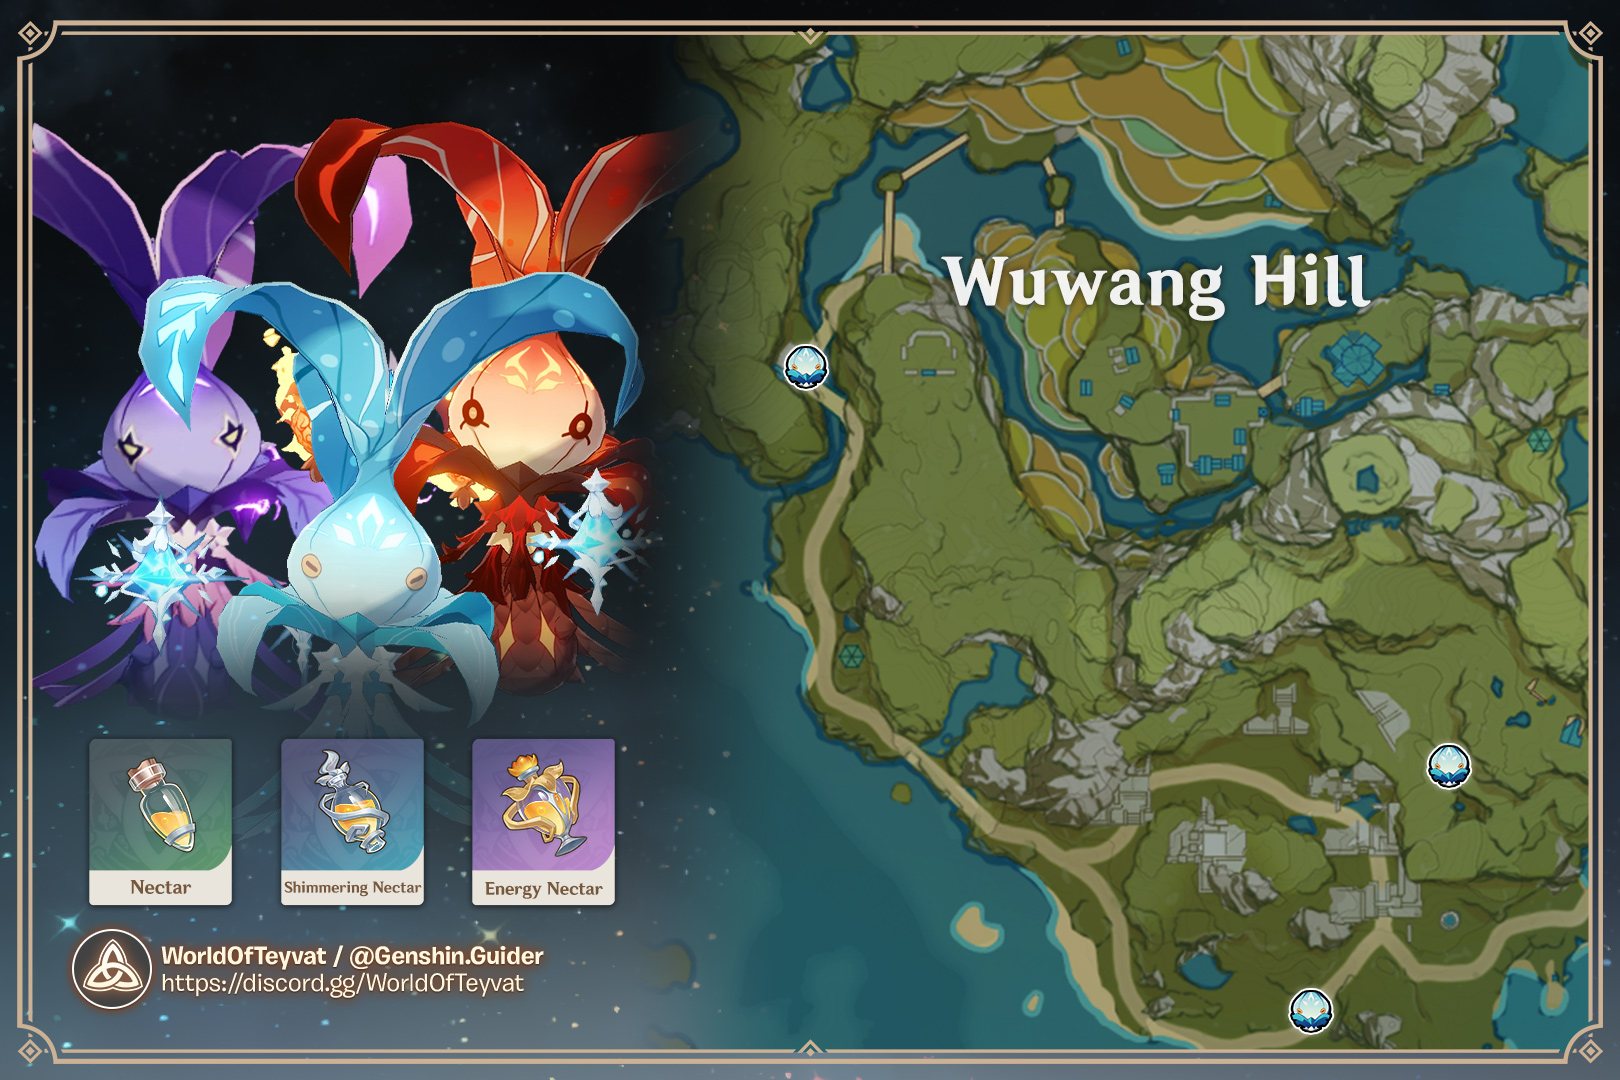 Wuwang Hill
Nectar
Shimmering Nectar
Energy Nectar
WorldOfTeyvat / @Genshin.Guider
https://discord.gg/WorldOfTeyvat